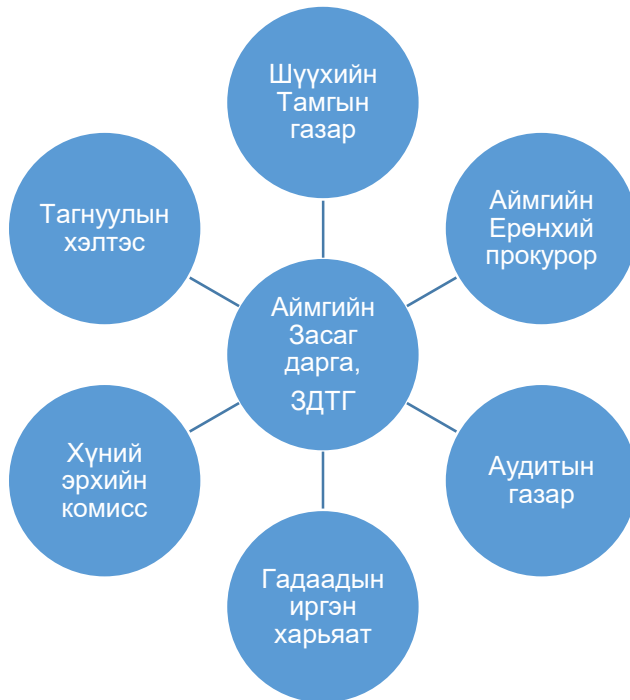 Шүүхийн
Тамгын
газар
Тагнуулын
хэлтэс
Аймгийн
Ерөнхий
прокурор
Аймгийн
Засаг
дарга,
ЗДТГ
Хүний
эрхийн
комисс
Аудитын
газар
Гадаадын
иргэн
харьяат